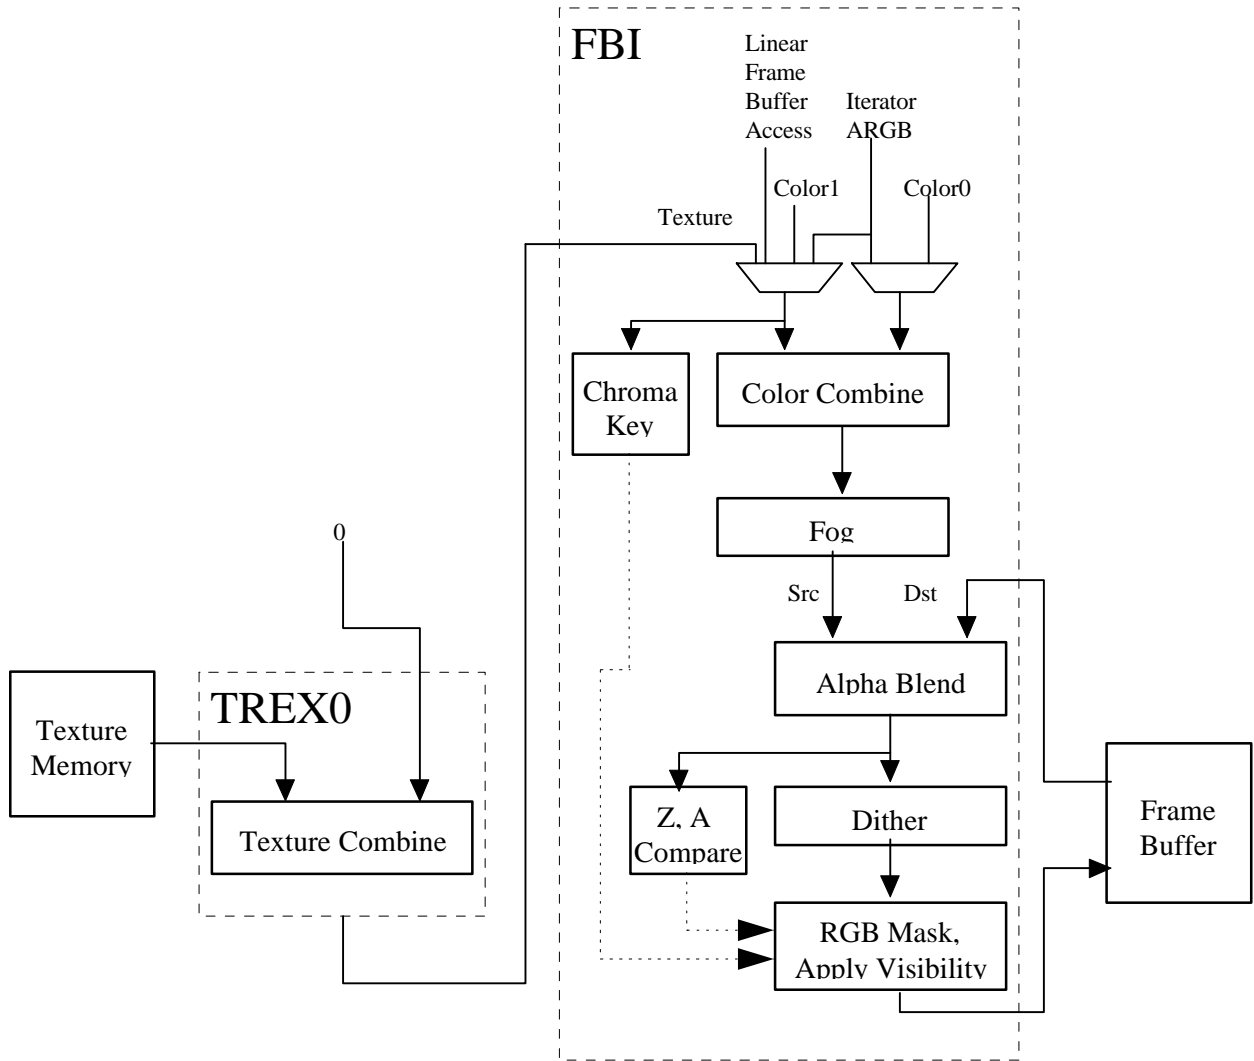 FBI
Linear
Frame
Buffer
Access
Iterator
ARGB
Color1
Color0
Texture
Chroma
Key
Color Combine
Fog
0
Src
Dst
Alpha Blend
TREX0
Texture
Memory
Texture Combine
Z, A
Compare
Dither
Frame
Buffer
RGB Mask,
Apply Visibility